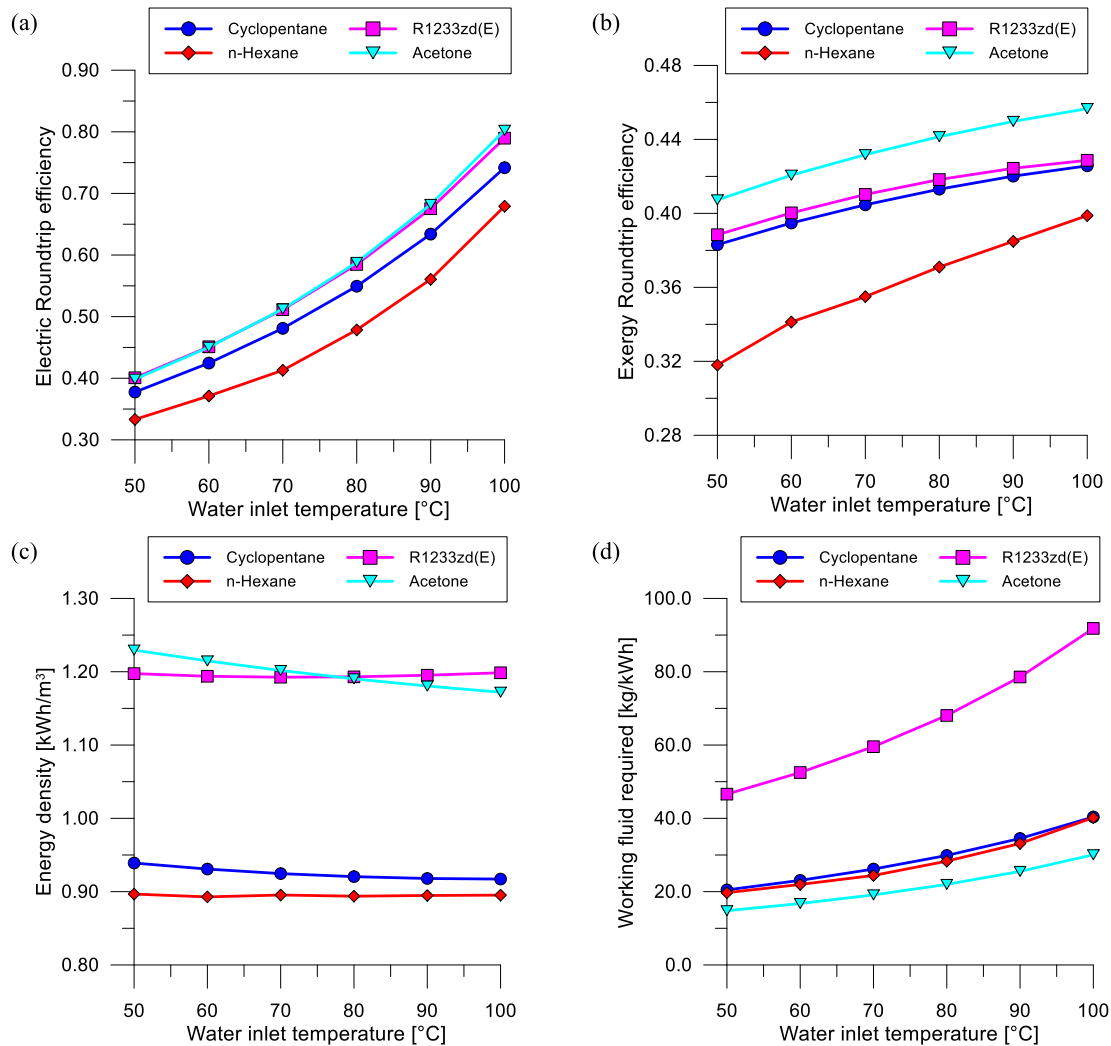 (a)
Cyclopentane
R1233zd(E)
n-Hexane
Acetone
Electric Roundtrip efficiency
0.90
0.80
0.70
0.60
0.50
0.40
0.30
50 60 70 80 90 100
Water inlet temperature [°C]
(b)
Cyclopentane
R1233zd(E)
n-Hexane
Acetone
Exergy Roundtrip efficiency
0.48
0.44
0.40
0.36
0.32
0.28
50 60 70 80 90 100
Water inlet temperature [°C]
(c)
Cyclopentane
R1233zd(E)
n-Hexane
Acetone
Energy density [kWh/m³¹]
1.30
1.20
1.10
1.00
0.90
0.80
50 60 70 80 90 100
Water inlet temperature [°C]
(d)
Cyclopentane
R1233zd(E)
n-Hexane
Acetone
Working fluid required [kg/kWh]
100.0
80.0
60.0
40.0
20.0
0.0
50 60 70 80 90 100
Water inlet temperature [°C]